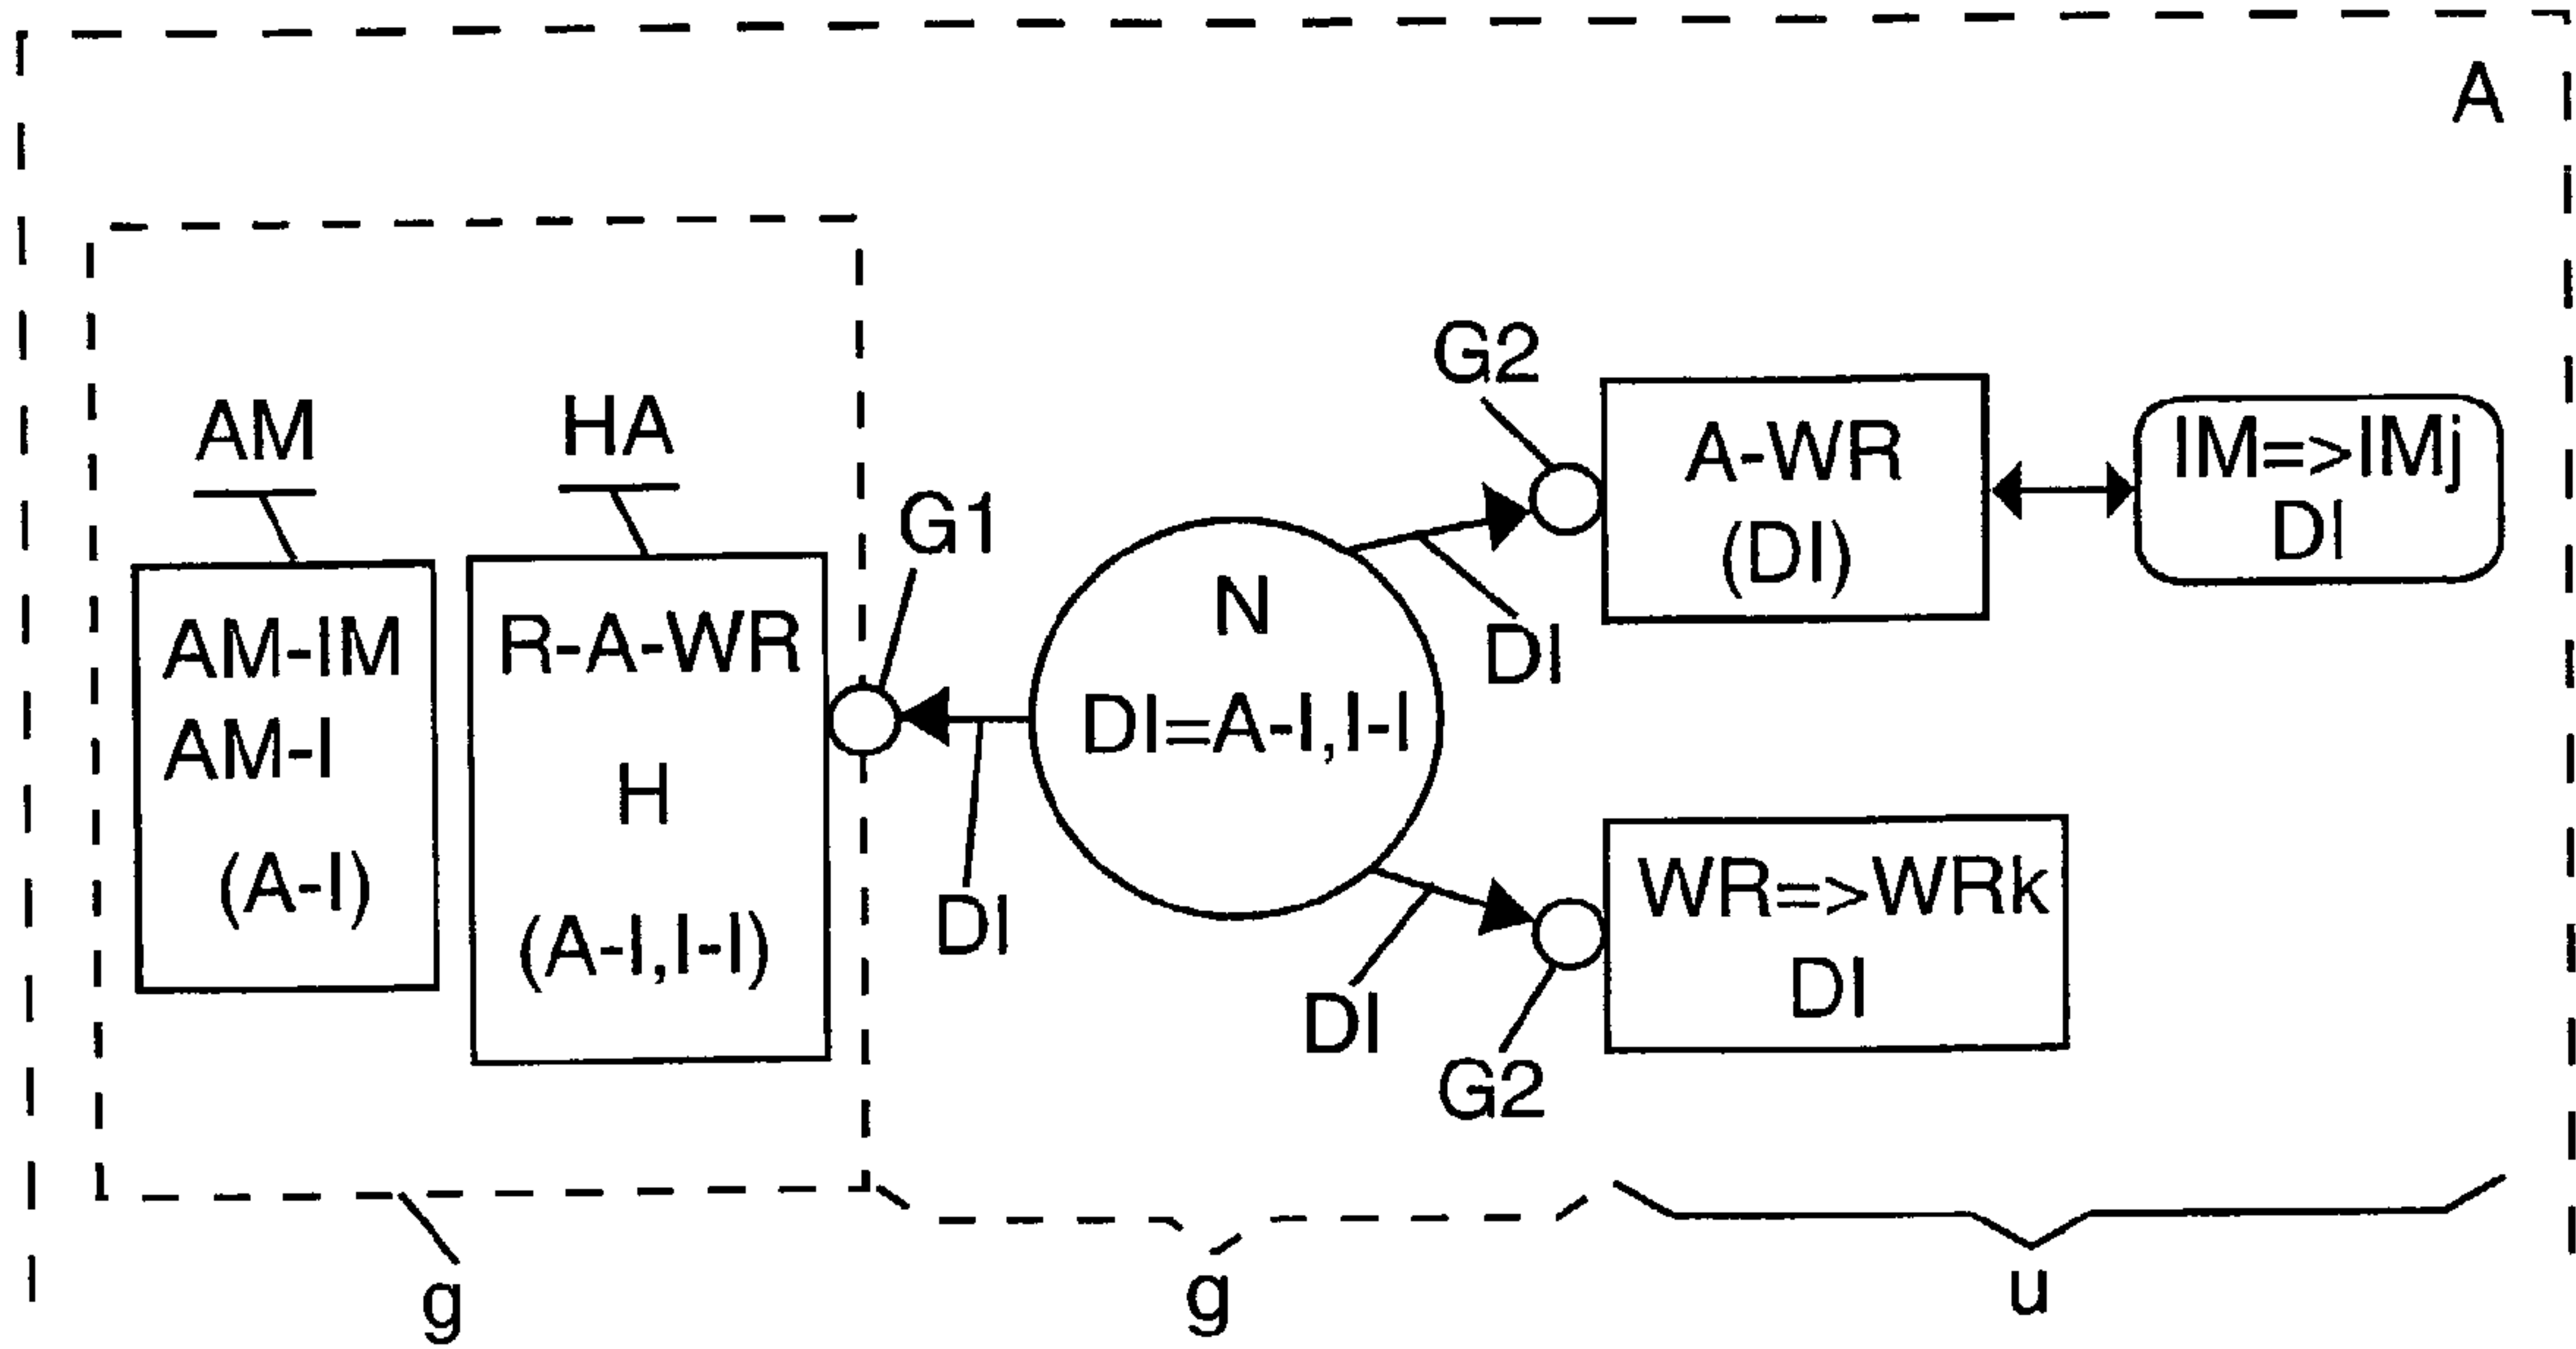 A
AM
AM-IM
AM-I
(A-I)
HA
R-A-WR
H
(A-I,I-I)
G1
DI
N
DI=A-I,I-I
G2
DI
A-WR
(DI)
IM=>IMj
DI
DI
G2
WR=>WRk
DI
g
g
u